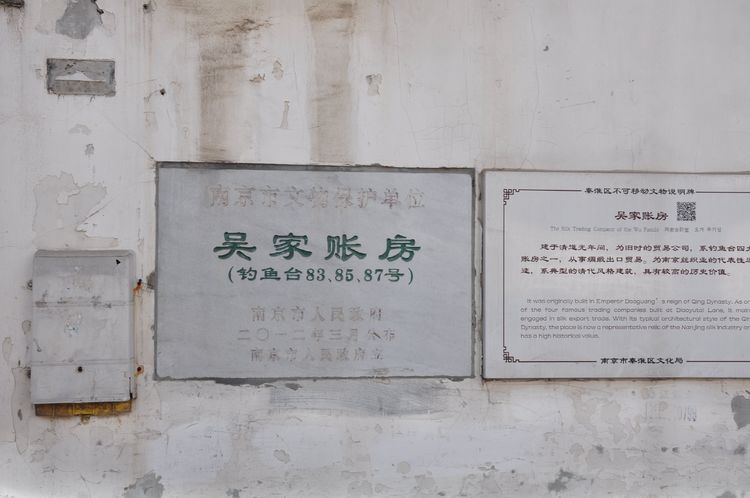 南京市文物保护单位
吴家账房
(钓鱼台83、85、87号)
南京市人民政府
二〇一二年三月公布
南京市人民政府立
秦淮区不可移动文物说明牌
吴家账房
The Silk Trading Company of the Wu Family
建于清道光年间，为旧时的贸易公司，系钓鱼台四大
账房之一，从事绸缎出口贸易。为南京丝织业的代表性
迹，系典型的清代风格建筑，具有较高的历史价值。
It was originally built in Emperor Daoguang's reign of Qing Dynasty. As o
of the four famous trading companies built at Diaoyutai Lane, it main
engaged in silk export trade. With its typical architectural style of the Qi
Dynasty, the place is now a representative relic of the Nanjing silk industry an
has a high historical value.
南京市秦淮区文化局